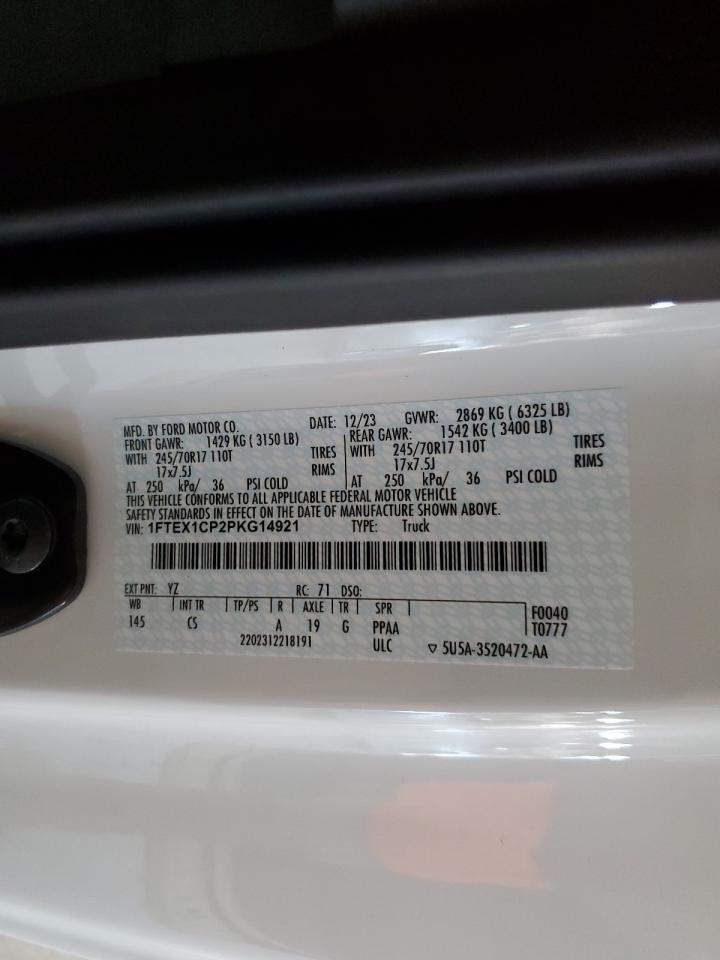 MFD. BY FORD MOTOR CO. DATE: 12/23 GVWR: 2869 KG ( 6325 LB)
FRONT GAWR: 1429 KG ( 3150 LB) REAR GAWR: 1542 KG ( 3400 LB)
WITH 245/70R17 110T TIRES WITH 245/70R17 110T TIRES
17x7.5J RIMS 17x7.5J RIMS
AT 250 kPa/ 36 PSI COLD AT 250 kPa/ 36 PSI COLD
THIS VEHICLE CONFORMS TO ALL APPLICABLE FEDERAL MOTOR VEHICLE
SAFETY STANDARDS IN EFFECT ON THE DATE OF MANUFACTURE SHOWN ABOVE.
VIN: 1FTEX1CP2PKG14921 TYPE: Truck
EXT PNT: YZ RC: 71 DSO:
WB INT TR TP/PS R AXLE TR SPR F0040
145 CS A 19 G PPAA T0777
2202312218191 ULC ▽ 5U5A-3520472-AA